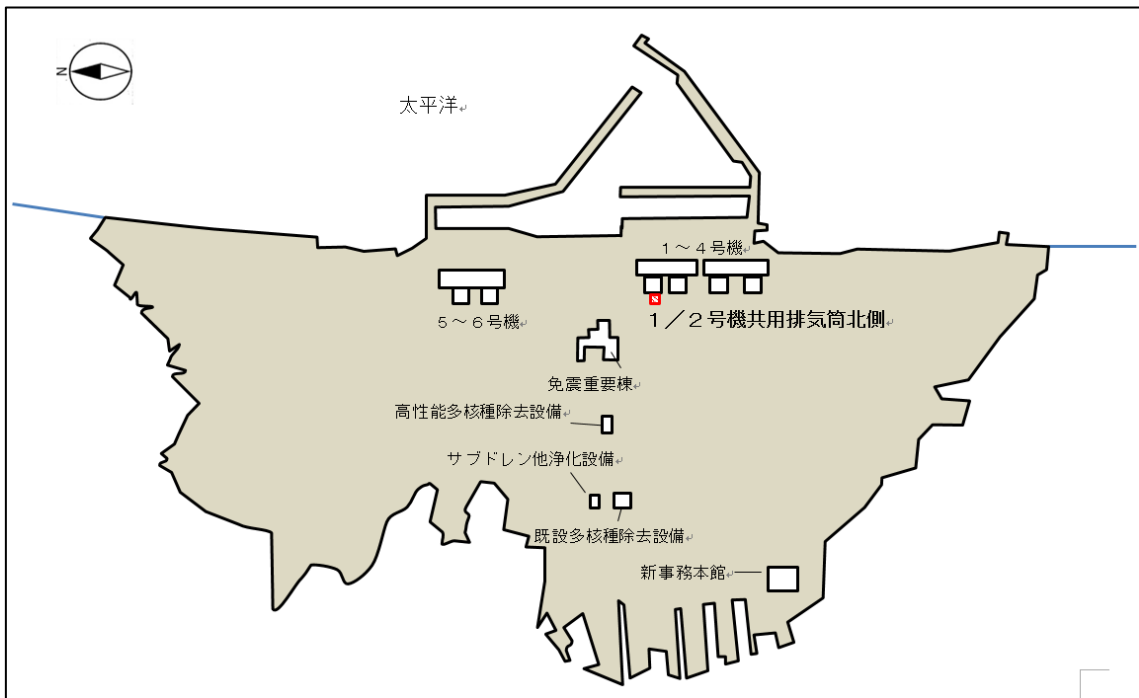 N
太平洋
1～4号機
1／2号機共用排気筒北側
5～6号機
免震重要棟
高性能多核種除去設備
サブドレン他浄化設備
既設多核種除去設備
新事務本館